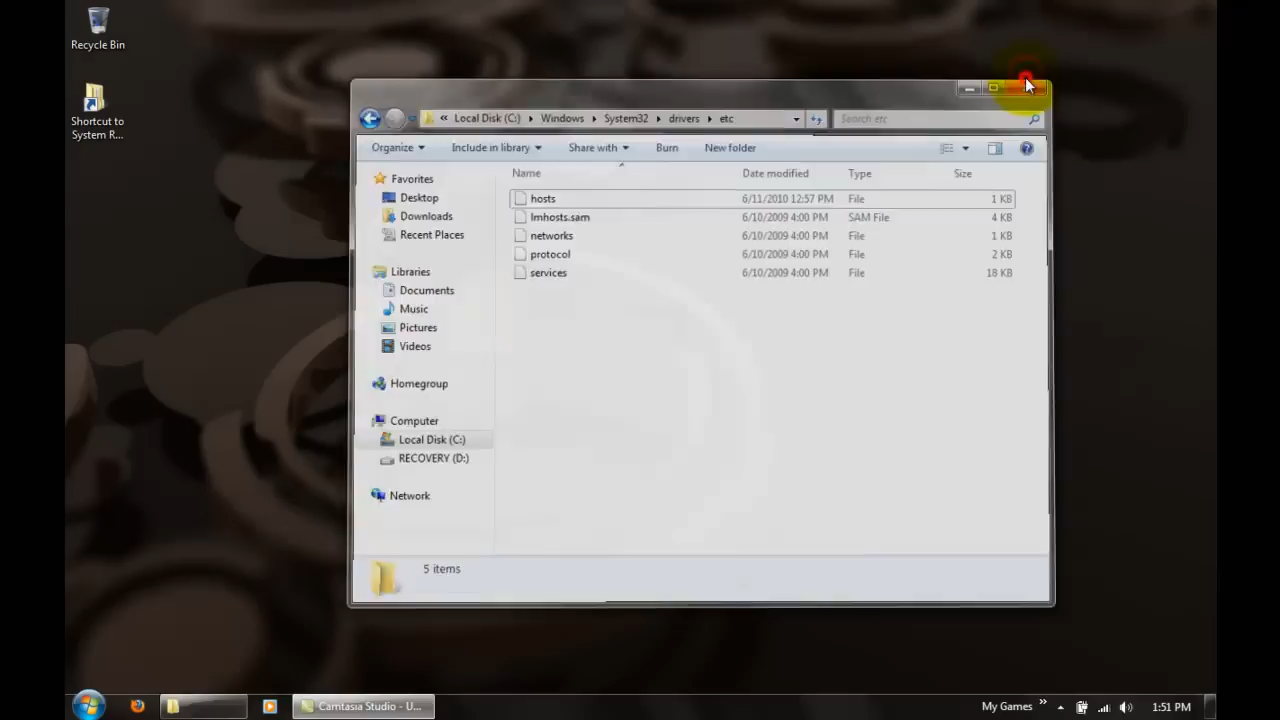 Recycle Bin
Shortcut to
System R...
« Local Disk (C:) Windows System32 drivers etc
Search etc
Organize Include in library Share with Burn New folder
Name Date modified Type Size
Favorites
Desktop
Downloads
Recent Places
Libraries
Documents
Music
Pictures
Videos
Homegroup
Computer
Local Disk (C:)
RECOVERY (D:)
Network
hosts 6/11/2010 12:57 PM File 1 KB
lmhosts.sam 6/10/2009 4:00 PM SAM File 4 KB
networks 6/10/2009 4:00 PM File 1 KB
protocol 6/10/2009 4:00 PM File 2 KB
services 6/10/2009 4:00 PM File 18 KB
5 items
Camtasia Studio - U...
My Games »
1:51 PM